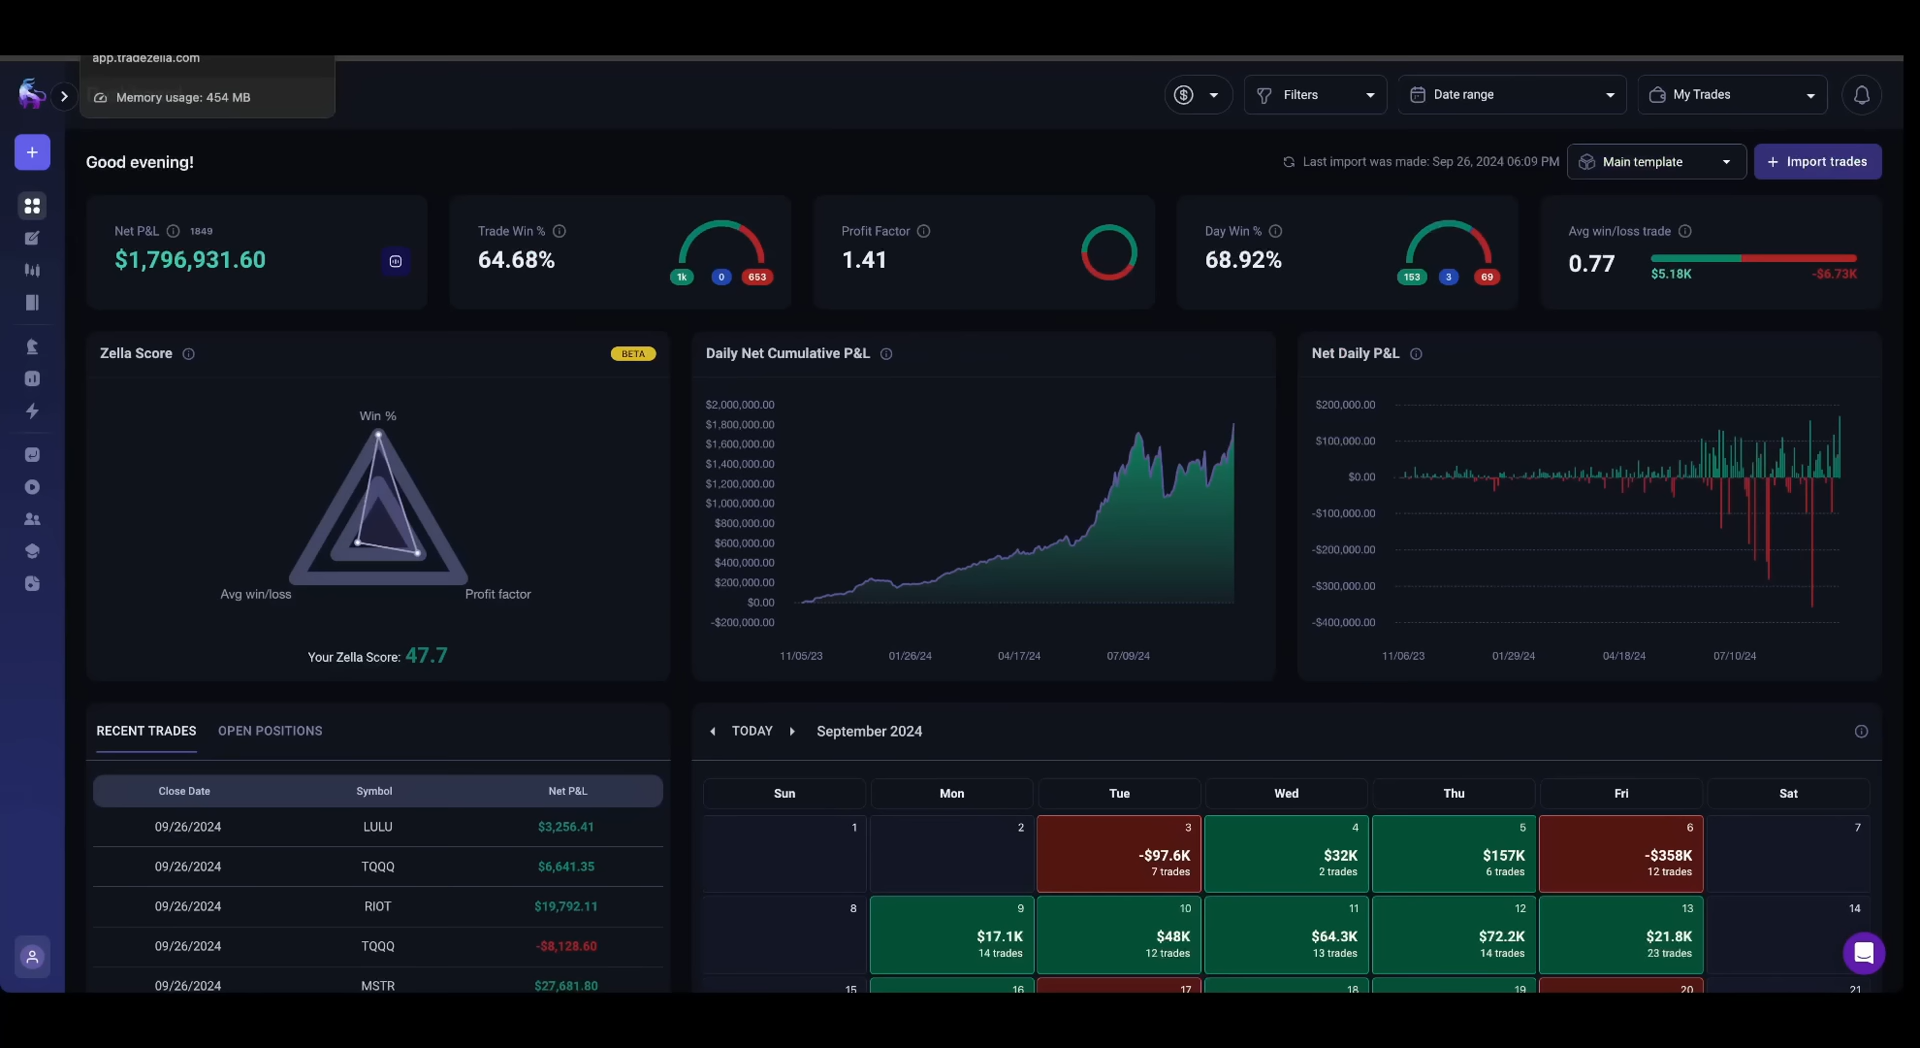 app.tradezella.com
Memory usage: 454 MB
Filters
Date range
My Trades
Good evening!
Last import was made: Sep 26, 2024 06:09 PM
Main template
+ Import trades
Net P&L 1849
$1,796,931.60
Trade Win %
64.68%
1k 0 653
Profit Factor
1.41
Day Win %
68.92%
153 3 69
Avg win/loss trade
0.77
$5.18K -$6.73K
Zella Score
BETA
Win %
Avg win/loss
Profit factor
Your Zella Score: 47.7
Daily Net Cumulative P&L
$2,000,000.00
$1,800,000.00
$1,600,000.00
$1,400,000.00
$1,200,000.00
$1,000,000.00
$800,000.00
$600,000.00
$400,000.00
$200,000.00
$0.00
-$200,000.00
11/05/23 01/26/24 04/17/24 07/09/24
Net Daily P&L
$200,000.00
$100,000.00
$0.00
-$100,000.00
-$200,000.00
-$300,000.00
-$400,000.00
11/06/23 01/29/24 04/18/24 07/10/24
RECENT TRADES OPEN POSITIONS
Close Date Symbol Net P&L
09/26/2024 LULU $3,256.41
09/26/2024 TQQQ $6,641.35
09/26/2024 RIOT $19,792.11
09/26/2024 TQQQ -$8,128.60
09/26/2024 MSTR $27,681.80
TODAY September 2024
Sun Mon Tue Wed Thu Fri Sat
1 2 3 4 5 6 7
-$97.6K $32K $157K -$358K
7 trades 2 trades 6 trades 12 trades
8 9 10 11 12 13 14
$17.1K $48K $64.3K $72.2K $21.8K
14 trades 12 trades 13 trades 14 trades 23 trades
15 16 17 18 19 20 21